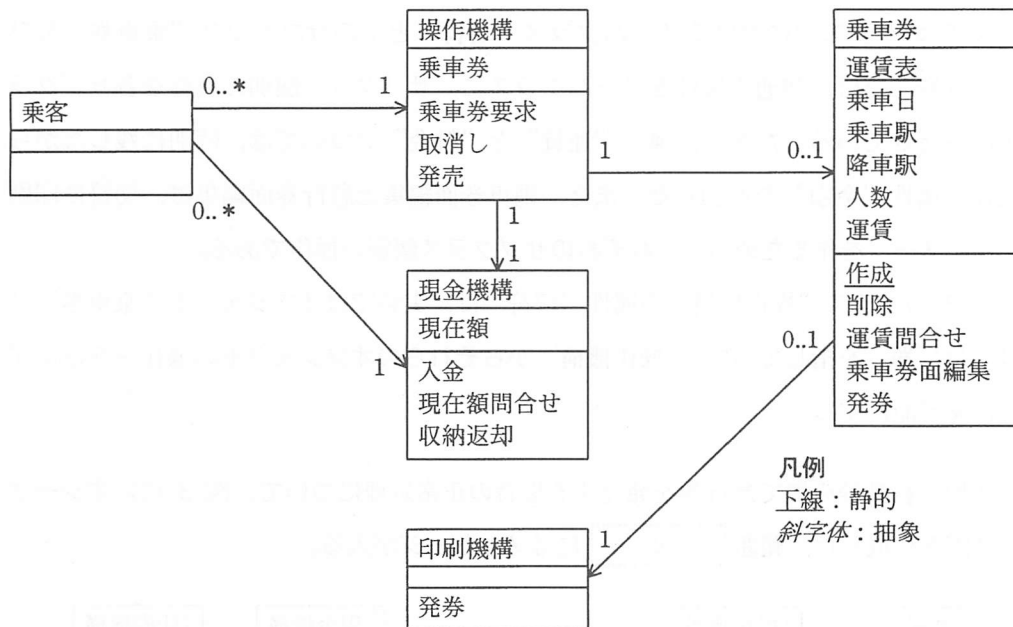 操作機構
乗車券
乗車券要求
取消し
発売
乗車券
運賃表
乗車日
乗車駅
降車駅
人数
運賃
作成
削除
運賃問合せ
乗車券面編集
発券
乗客
0..*
1
0..*
1
1
0..1
1
1
現金機構
現在額
入金
現在額問合せ
収納返却
0..1
1
印刷機構
発券
凡例
下線：静的
斜字体：抽象